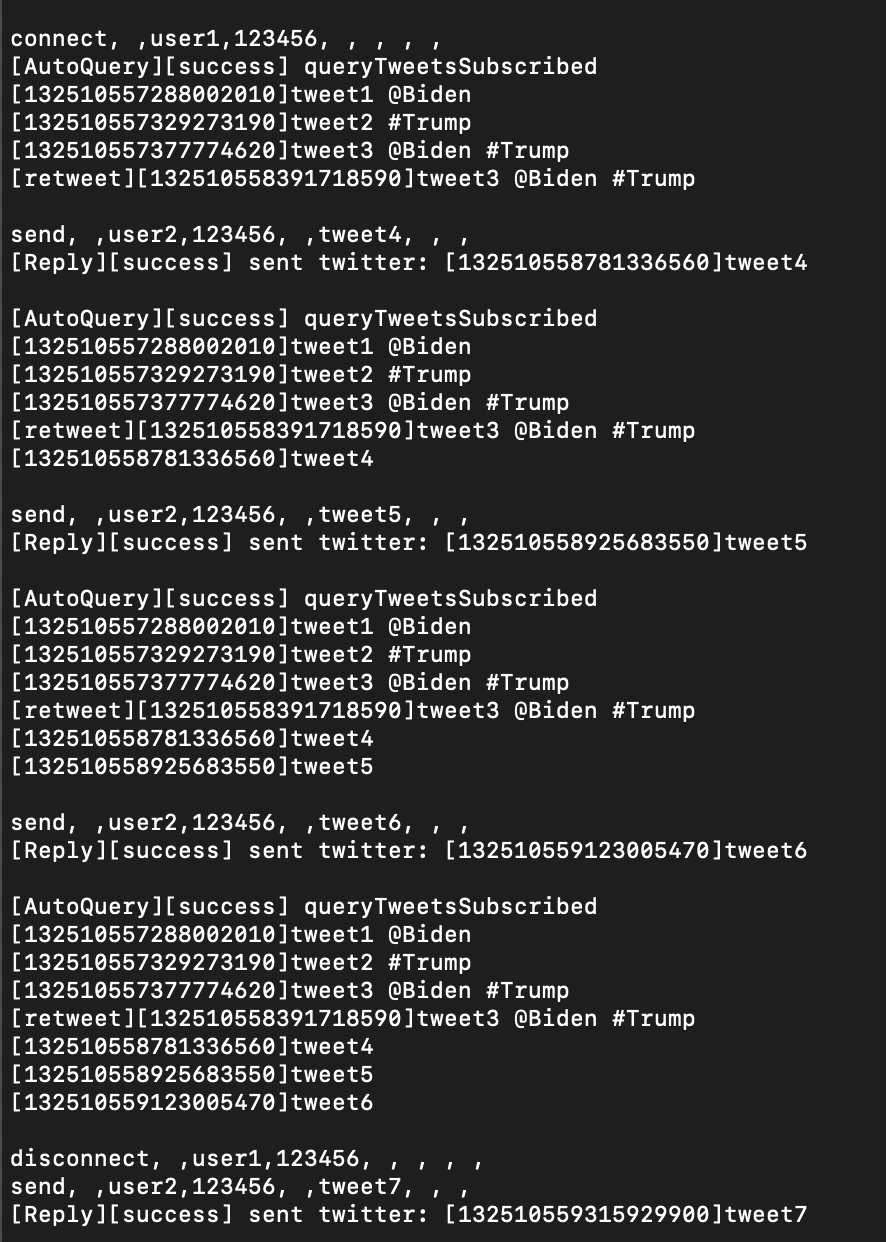 connect, ,user1,123456, , , , ,
[AutoQuery][success] queryTweetsSubscribed
[132510557288002010]tweet1 @Biden
[132510557329273190]tweet2 #Trump
[132510557377774620]tweet3 @Biden #Trump
[retweet][132510558391718590]tweet3 @Biden #Trump
send, ,user2,123456, ,tweet4, , ,
[Reply][success] sent twitter: [132510558781336560]tweet4
[AutoQuery][success] queryTweetsSubscribed
[132510557288002010]tweet1 @Biden
[132510557329273190]tweet2 #Trump
[132510557377774620]tweet3 @Biden #Trump
[retweet][132510558391718590]tweet3 @Biden #Trump
[132510558781336560]tweet4
send, ,user2,123456, ,tweet5, , ,
[Reply][success] sent twitter: [132510558925683550]tweet5
[AutoQuery][success] queryTweetsSubscribed
[132510557288002010]tweet1 @Biden
[132510557329273190]tweet2 #Trump
[132510557377774620]tweet3 @Biden #Trump
[retweet][132510558391718590]tweet3 @Biden #Trump
[132510558781336560]tweet4
[132510558925683550]tweet5
send, ,user2,123456, ,tweet6, , ,
[Reply][success] sent twitter: [132510559123005470]tweet6
[AutoQuery][success] queryTweetsSubscribed
[132510557288002010]tweet1 @Biden
[132510557329273190]tweet2 #Trump
[132510557377774620]tweet3 @Biden #Trump
[retweet][132510558391718590]tweet3 @Biden #Trump
[132510558781336560]tweet4
[132510558925683550]tweet5
[132510559123005470]tweet6
disconnect, ,user1,123456, , , , ,
send, ,user2,123456, ,tweet7, , ,
[Reply][success] sent twitter: [132510559315929900]tweet7